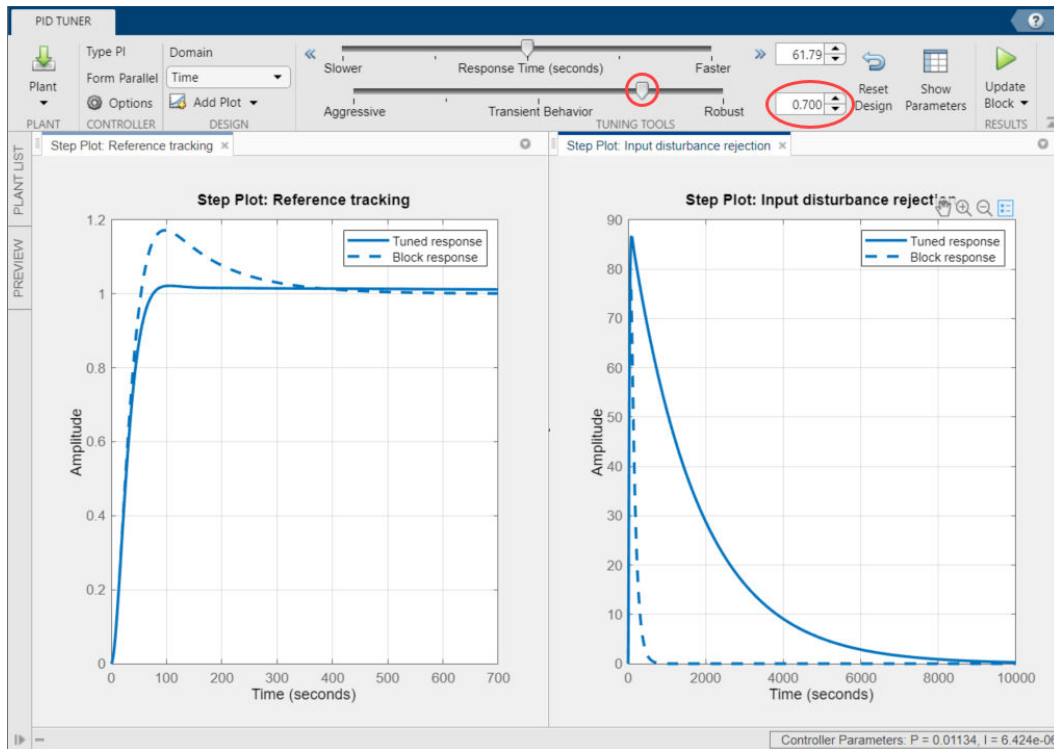 PID TUNER
?
Plant
PLANT
Type PI
Form Parallel
Options
CONTROLLER
Domain
Time
Add Plot
DESIGN
Slower
Response Time (seconds)
Faster
61.79
Aggressive
Transient Behavior
Robust
0.700
TUNING TOOLS
Reset
Design
Show
Parameters
Update
Block
RESULTS
PLANT LIST
PREVIEW
Step Plot: Reference tracking
Step Plot: Input disturbance rejection
Step Plot: Reference tracking
Tuned response
Block response
Amplitude
1.2
1
0.8
0.6
0.4
0.2
0
0 100 200 300 400 500 600 700
Time (seconds)
Step Plot: Input disturbance rejection
Tuned response
Block response
Amplitude
90
80
70
60
50
40
30
20
10
0
0 2000 4000 6000 8000 10000
Time (seconds)
Controller Parameters: P = 0.01134, I = 6.424e-06